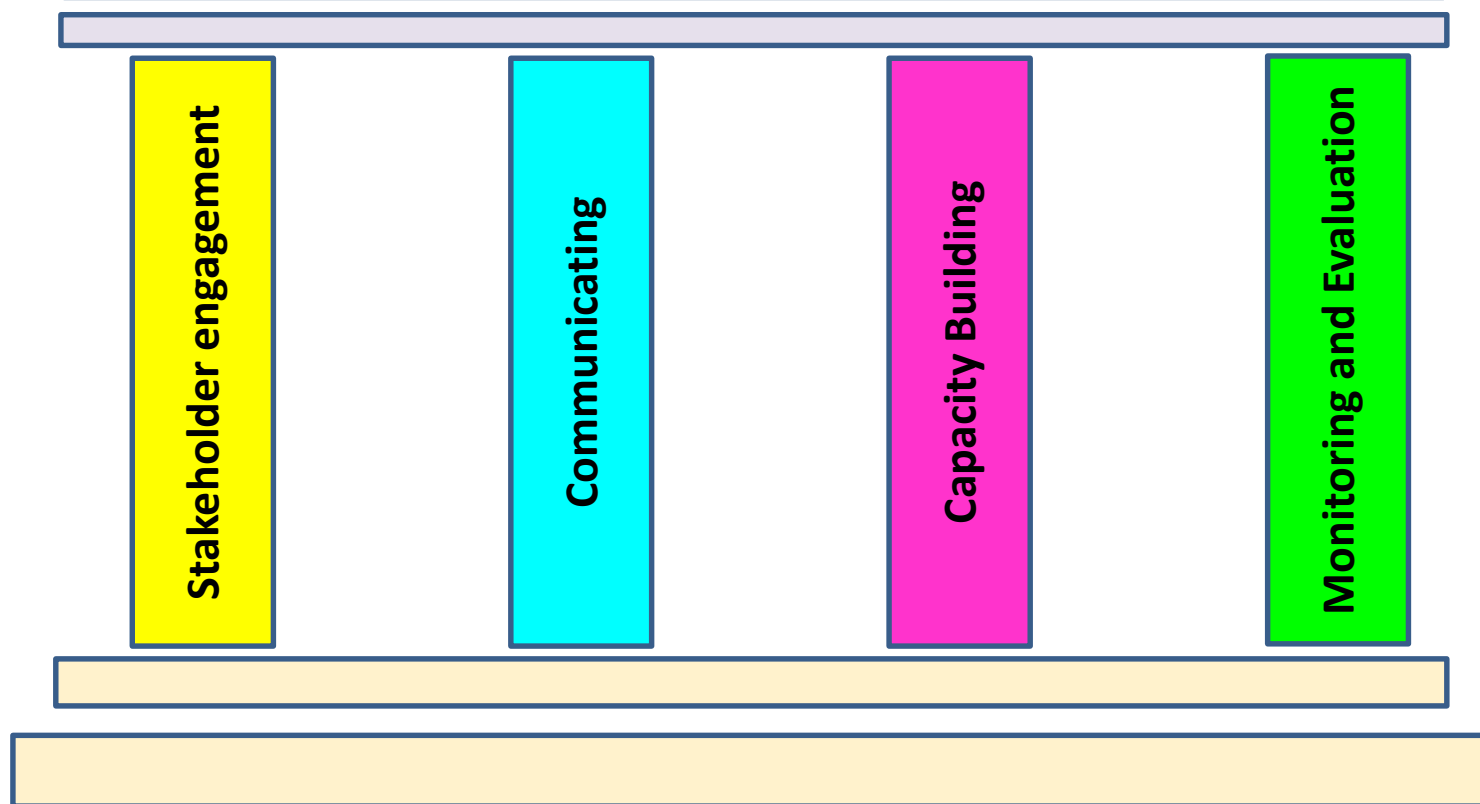 Stakeholder engagement
Communicating
Capacity Building
Monitoring and Evaluation